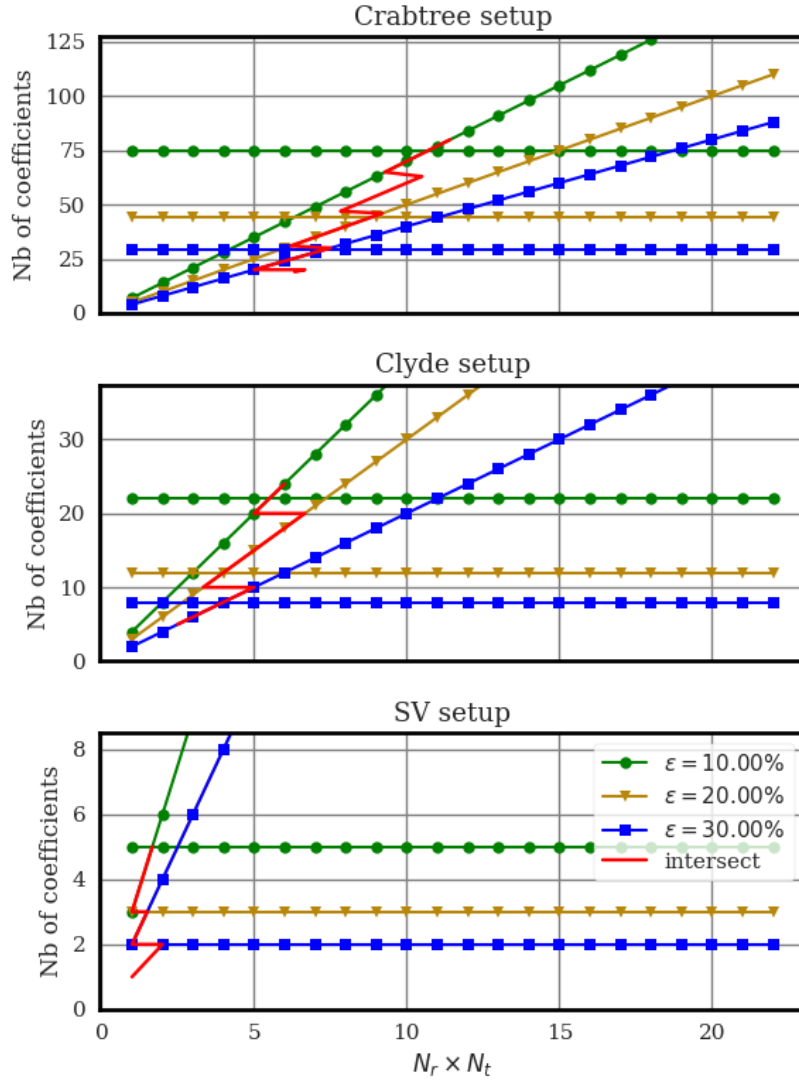 Crabtree setup
125
100
75
50
25
0
Nb of coefficients
Clyde setup
30
20
10
0
Nb of coefficients
SV setup
8
6
4
2
0
Nb of coefficients
ε = 10.00%
ε = 20.00%
ε = 30.00%
intersect
0 5 10 15 20
N_r × N_t